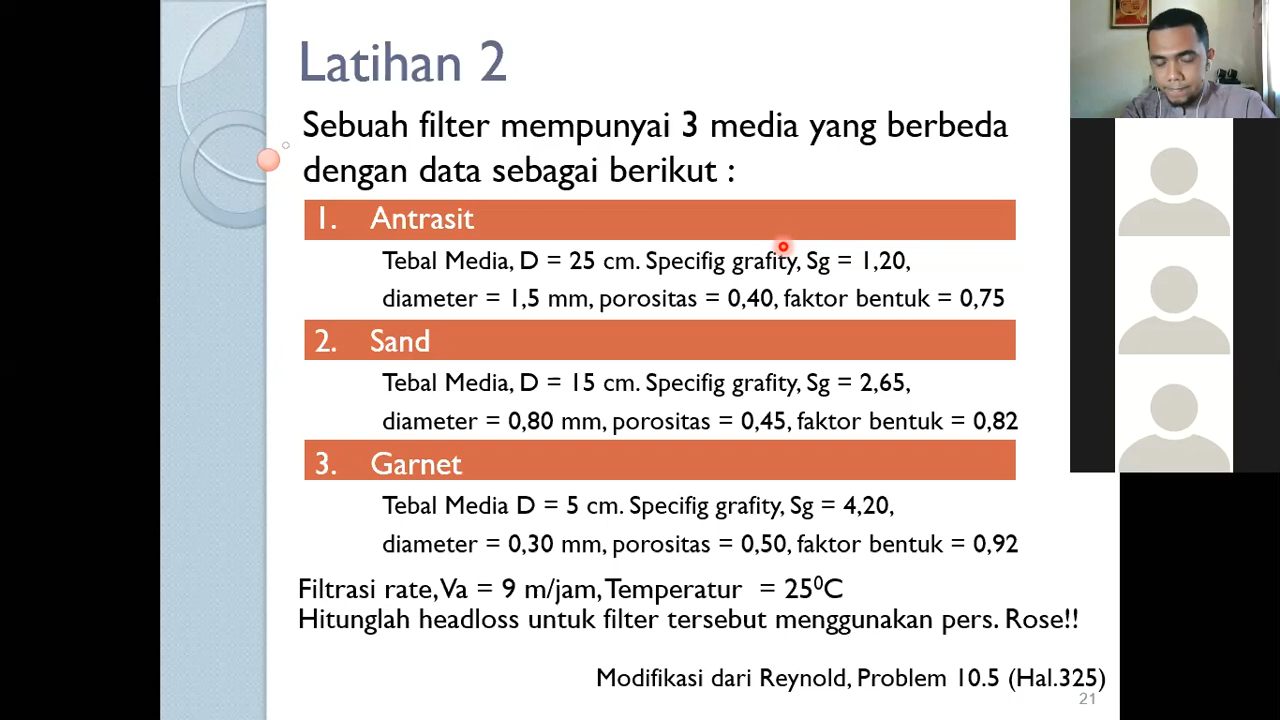 Latihan 2
Sebuah filter mempunyai 3 media yang berbeda
dengan data sebagai berikut :
1. Antrasit
Tebal Media, D = 25 cm. Specifig grafity, Sg = 1,20,
diameter = 1,5 mm, porositas = 0,40, faktor bentuk = 0,75
2. Sand
Tebal Media, D = 15 cm. Specifig grafity, Sg = 2,65,
diameter = 0,80 mm, porositas = 0,45, faktor bentuk = 0,82
3. Garnet
Tebal Media D = 5 cm. Specifig grafity, Sg = 4,20,
diameter = 0,30 mm, porositas = 0,50, faktor bentuk = 0,92
Filtrasi rate, Va = 9 m/jam, Temperatur = 25⁰C
Hitunglah headloss untuk filter tersebut menggunakan pers. Rose!!
Modifikasi dari Reynold, Problem 10.5 (Hal.325)
21